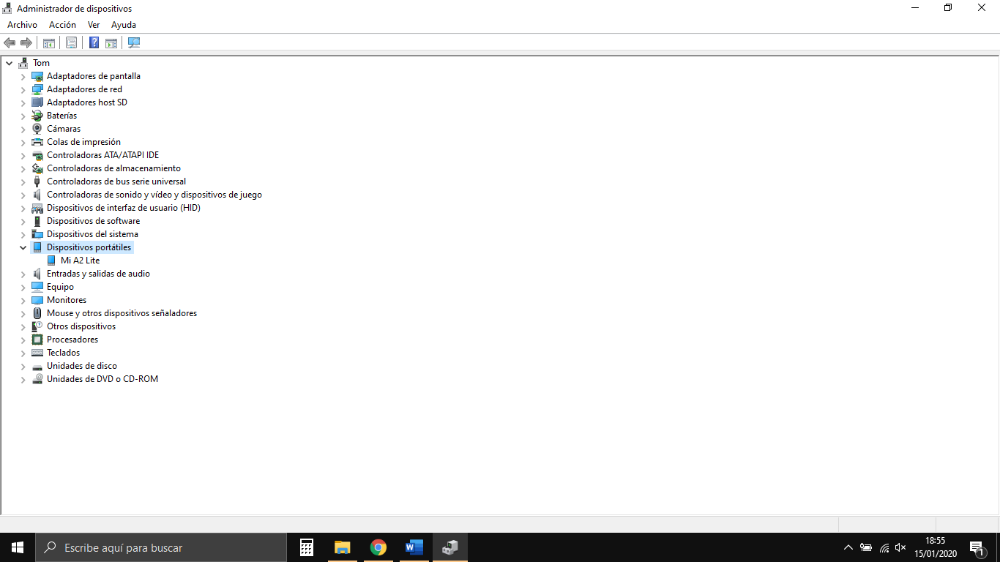 Administrador de dispositivos
Archivo Acción Ver Ayuda
Tom
Adaptadores de pantalla
Adaptadores de red
Adaptadores host SD
Baterías
Cámaras
Colas de impresión
Controladoras ATA/ATAPI IDE
Controladoras de almacenamiento
Controladoras de bus serie universal
Controladoras de sonido y vídeo y dispositivos de juego
Dispositivos de interfaz de usuario (HID)
Dispositivos de software
Dispositivos del sistema
Dispositivos portátiles
Mi A2 Lite
Entradas y salidas de audio
Equipo
Monitores
Mouse y otros dispositivos señaladores
Otros dispositivos
Procesadores
Teclados
Unidades de disco
Unidades de DVD o CD-ROM
Escribe aquí para buscar
18:55
15/01/2020
1